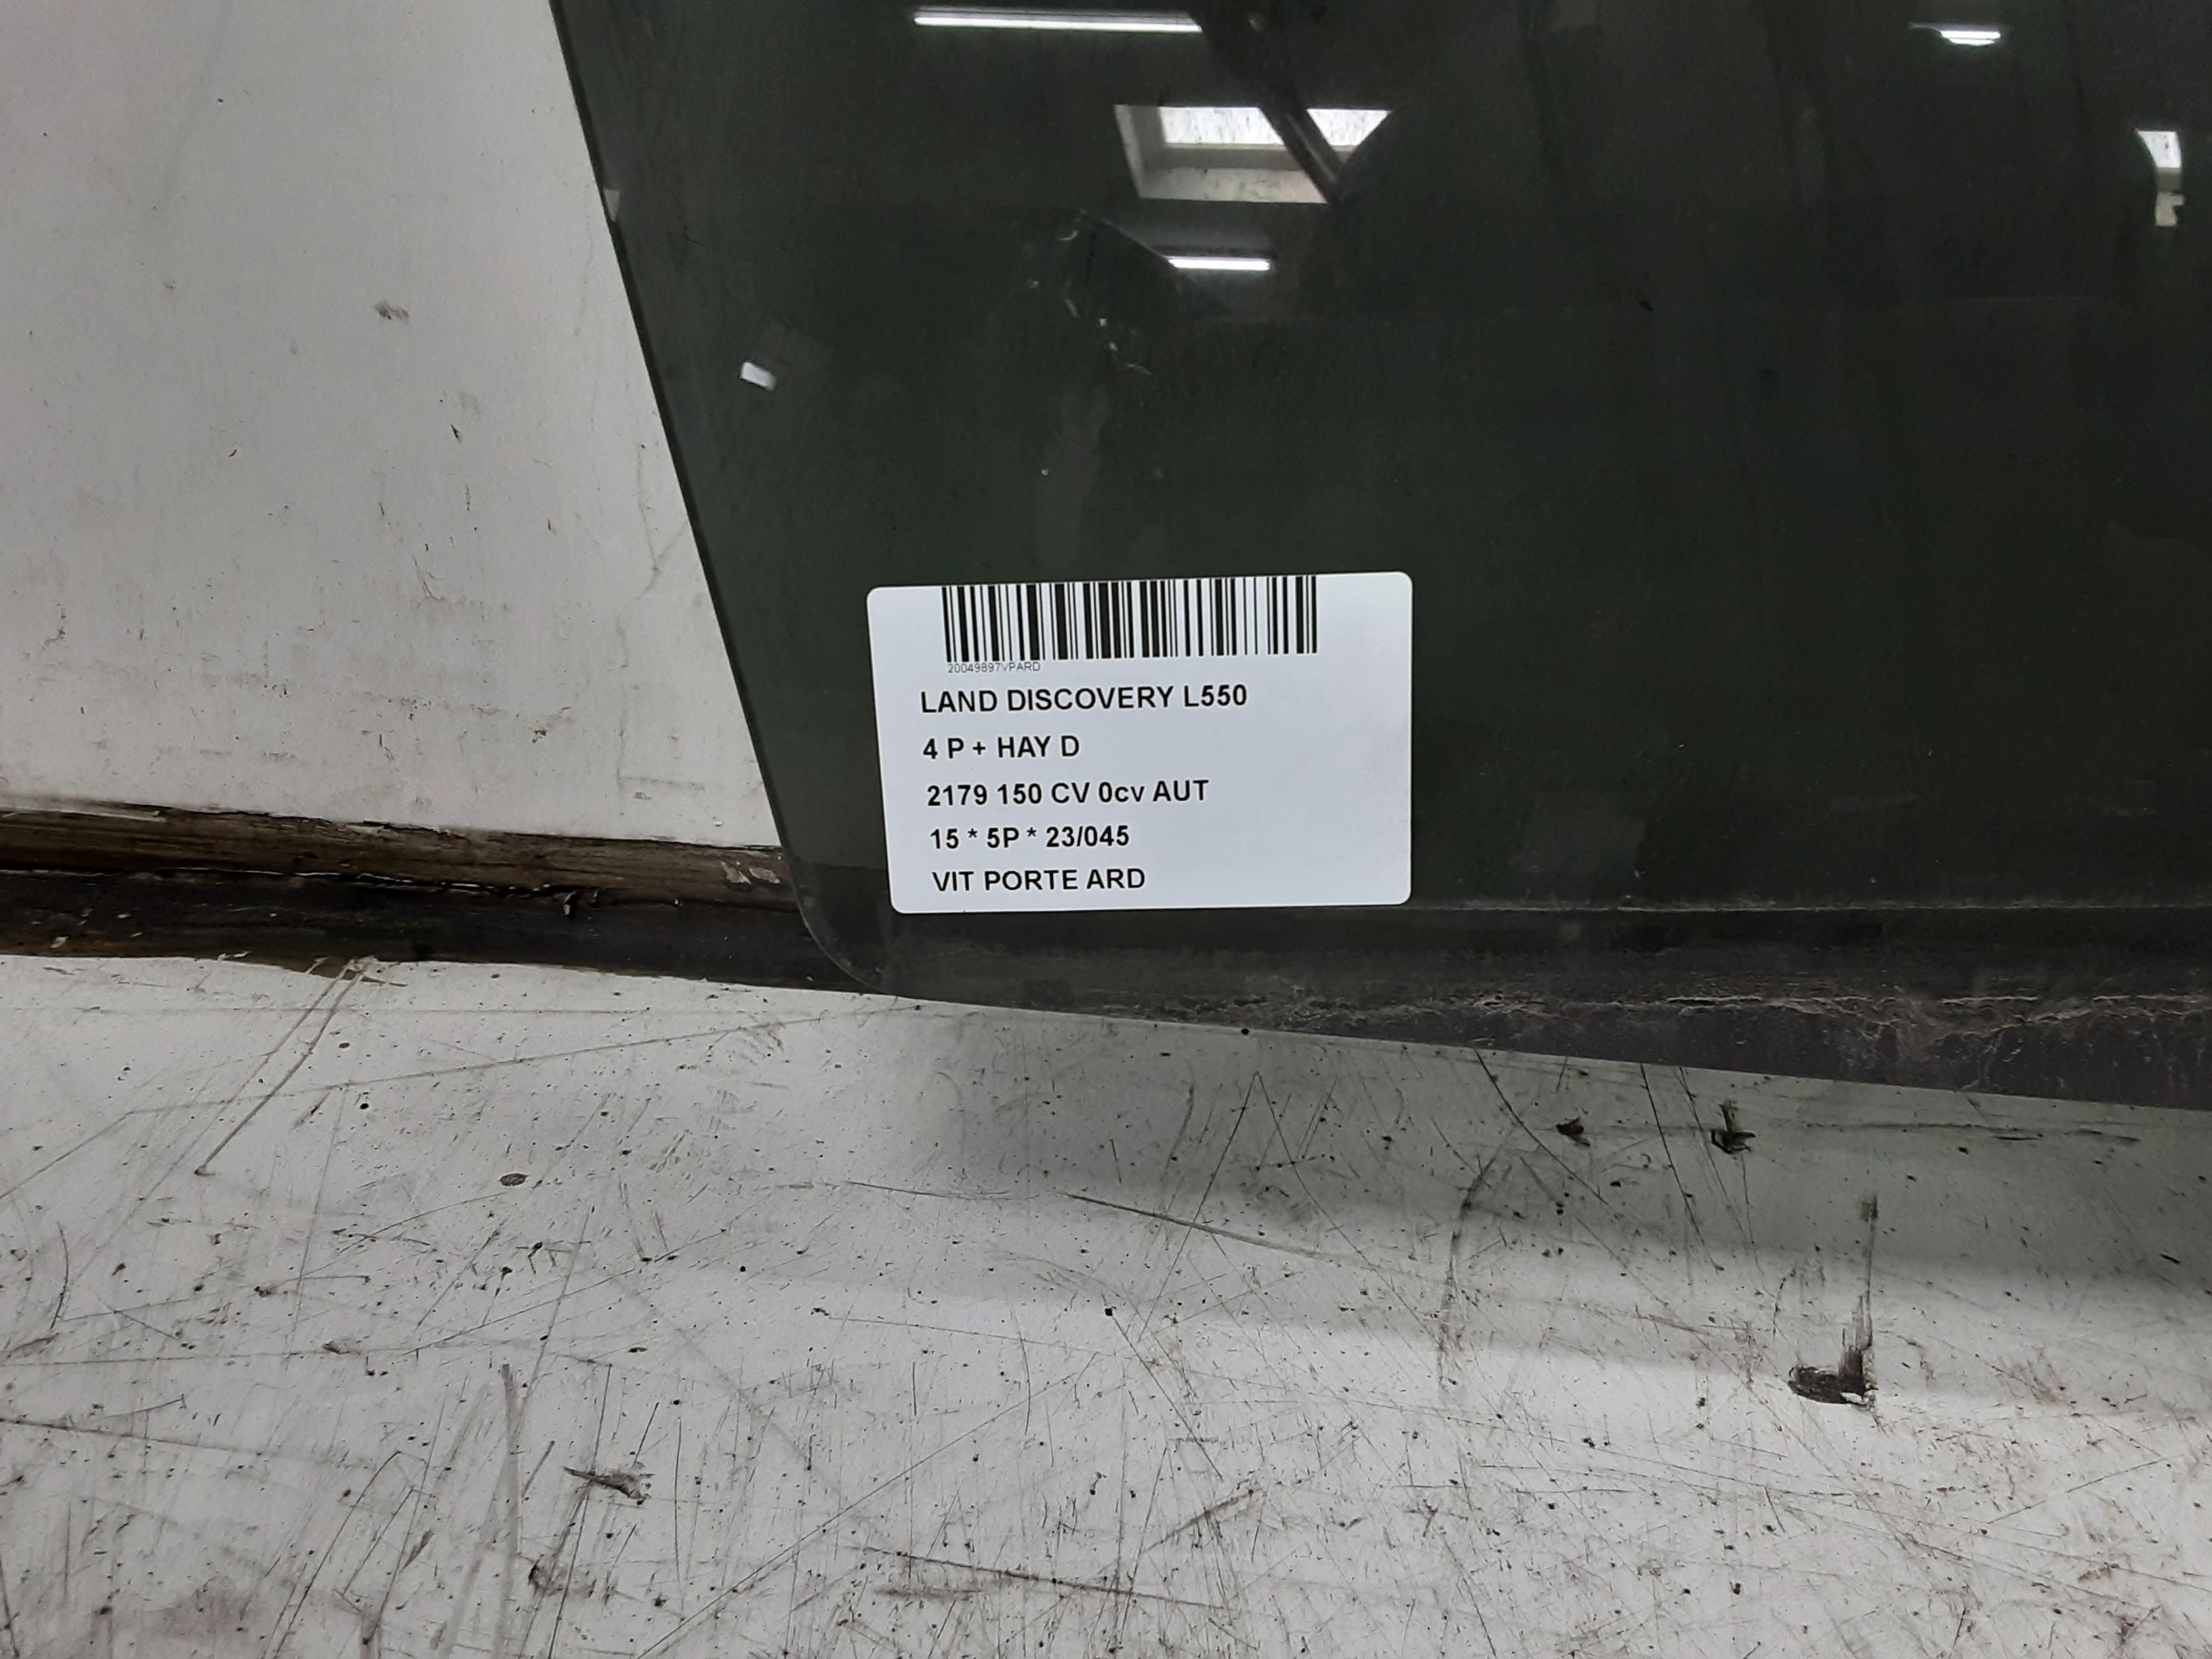 20049897VPARD
LAND DISCOVERY L550
4 P + HAY D
2179 150 CV 0cv AUT
15 * 5P * 23/045
VIT PORTE ARD